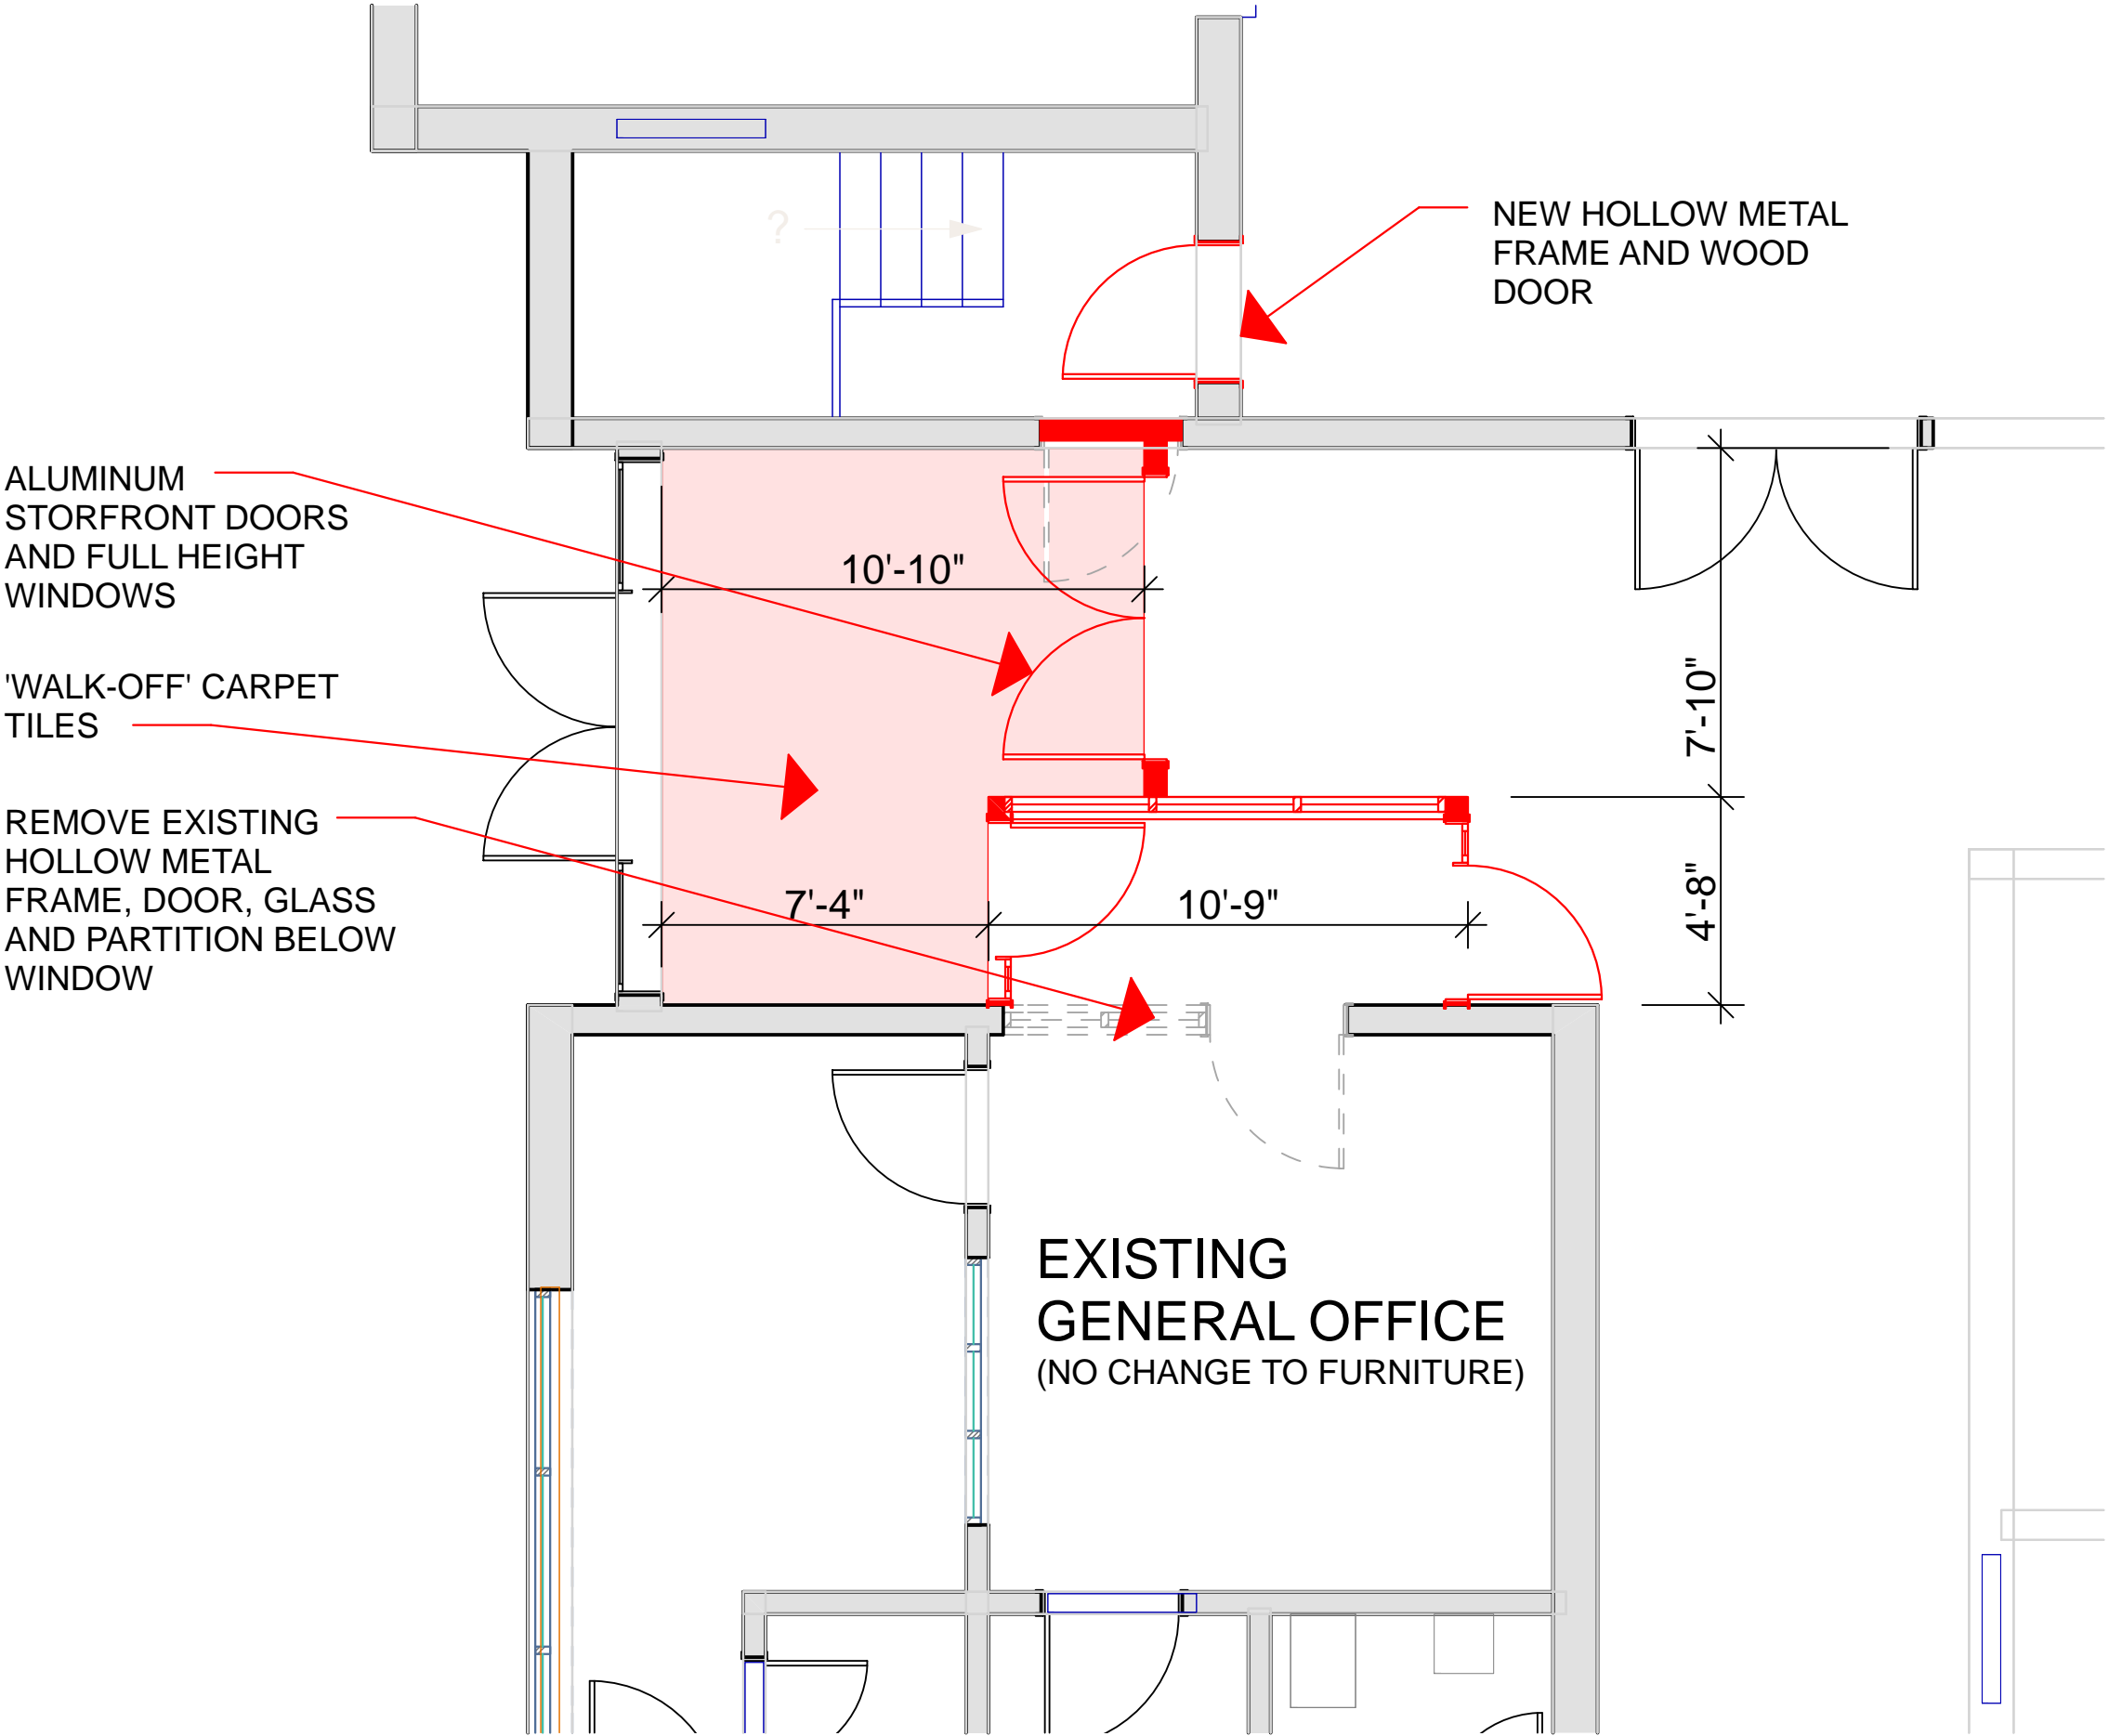 ?
NEW HOLLOW METAL
FRAME AND WOOD
DOOR
ALUMINUM
STORFRONT DOORS
AND FULL HEIGHT
WINDOWS
10'-10"
'WALK-OFF' CARPET
TILES
7'-10"
REMOVE EXISTING
HOLLOW METAL
FRAME, DOOR, GLASS
AND PARTITION BELOW
WINDOW
7'-4"
10'-9"
4'-8"
EXISTING
GENERAL OFFICE
(NO CHANGE TO FURNITURE)